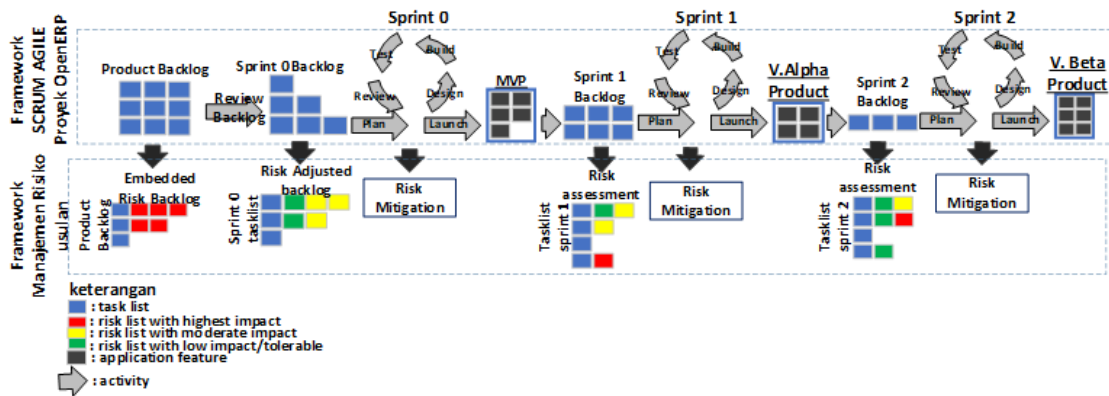 Framework
SCRUM AGILE
Proyek OpenERP
Sprint 0
Sprint 1
Sprint 2
Product Backlog
Review
Backlog
Sprint 0 Backlog
Test
Build
Review
Design
Plan
Launch
MVP
Sprint 1
Backlog
Test
Build
Review
Design
Plan
Launch
V.Alpha
Product
Sprint 2
Backlog
Test
Build
Review
Design
Plan
Launch
V. Beta
Product
Framework
Manajemen Risiko
usulan
Embedded
Risk Backlog
Product
Backlog
Risk Adjusted
backlog
Sprint 0
tasklist
Risk
Mitigation
Risk
assessment
Tasklist
sprint 1
Risk
Mitigation
Risk
assessment
Tasklist
sprint 2
Risk
Mitigation
keterangan
: task list
: risk list with highest impact
: risk list with moderate impact
: risk list with low impact/tolerable
: application feature
: activity